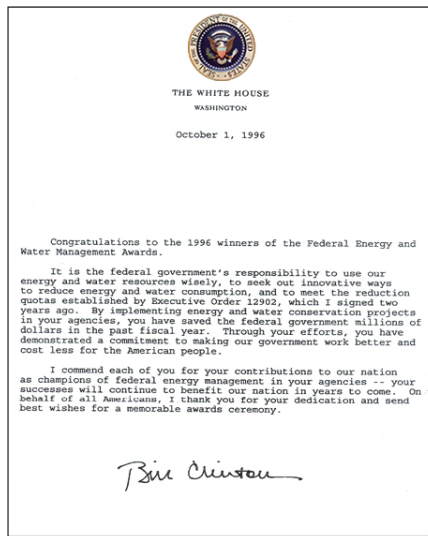 SEAL OF THE PRESIDENT OF THE UNITED STATES
THE WHITE HOUSE
WASHINGTON
October 1, 1996
Congratulations to the 1996 winners of the Federal Energy and
Water Management Awards.
It is the federal government's responsibility to use our
energy and water resources wisely, to seek out innovative ways
to reduce energy and water consumption, and to meet the reduction
quotas established by Executive Order 12902, which I signed two
years ago. By implementing energy and water conservation projects
in your agencies, you have saved the federal government millions of
dollars in the past fiscal year. Through your efforts, you have
demonstrated a commitment to making our government work better and
cost less for the American people.
I commend each of you for your contributions to our nation
as champions of federal energy management in your agencies -- your
successes will continue to benefit our nation in years to come. On
behalf of all Americans, I thank you for your dedication and send
best wishes for a memorable awards ceremony.
Bill Clinton